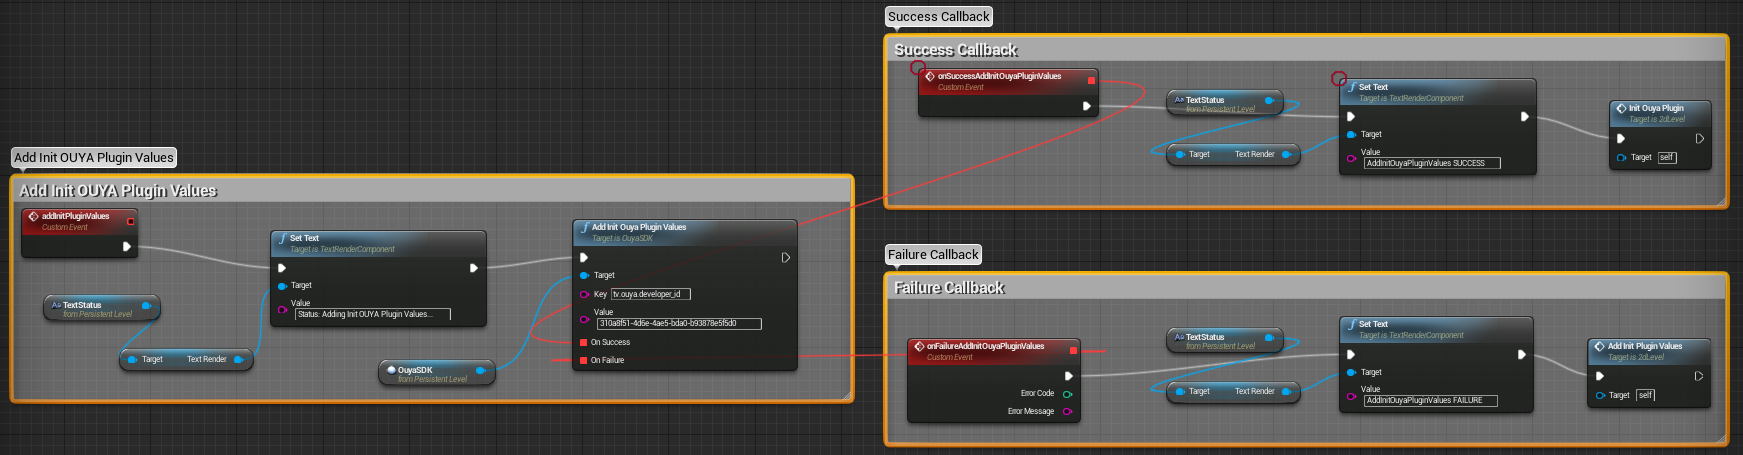 Add Init OUYA Plugin Values
Add Init OUYA Plugin Values
addInitPluginValues
Custom Event
Set Text
Target is TextRenderComponent
Target
Value
Status: Adding Init OUYA Plugin Values...
TextStatus
from Persistent Level
Target Text Render
OuyaSDK
from Persistent Level
Add Init Ouya Plugin Values
Target is OuyaSDK
Target
Key tv.ouya.developer_id
Value
310a8f51-4d6e-4ae5-bda0-b93878e5f5d0
On Success
On Failure
Success Callback
Success Callback
onSuccessAddInitOuyaPluginValues
Custom Event
TextStatus
from Persistent Level
Target Text Render
Set Text
Target is TextRenderComponent
Target
Value
AddInitOuyaPluginValues SUCCESS
Init Ouya Plugin
Target is 2dLevel
Target self
Failure Callback
Failure Callback
onFailureAddInitOuyaPluginValues
Custom Event
Error Code
Error Message
TextStatus
from Persistent Level
Target Text Render
Set Text
Target is TextRenderComponent
Target
Value
AddInitOuyaPluginValues FAILURE
Add Init Plugin Values
Target is 2dLevel
Target self